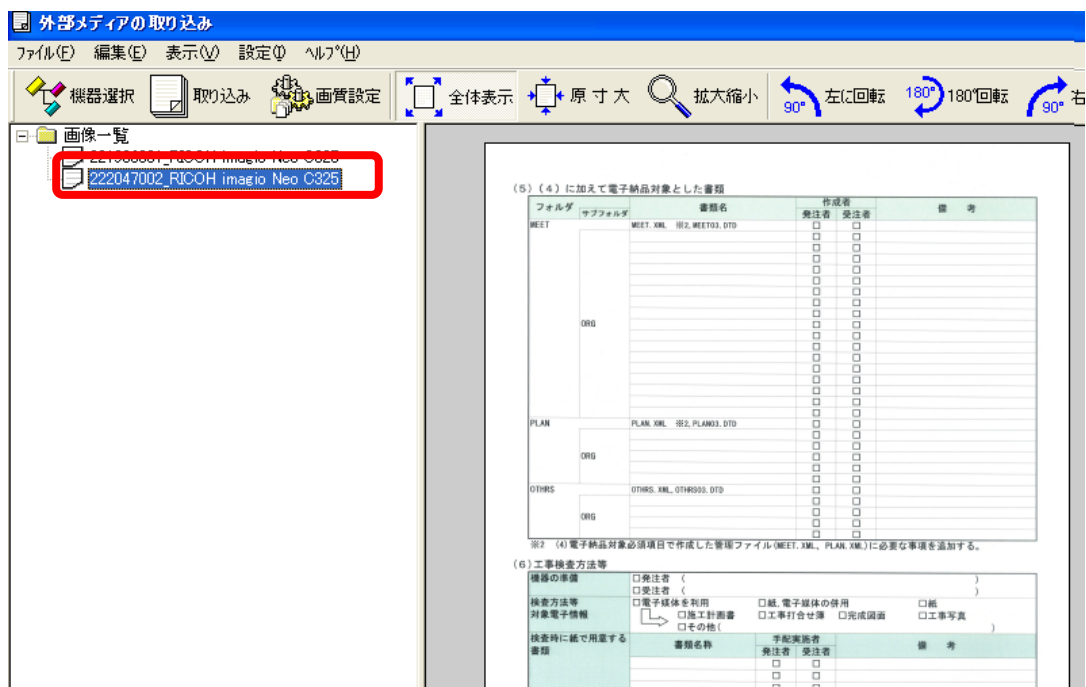 外部メディアの取り込み
ファイル(F) 編集(E) 表示(V) 設定(I) ヘルプ(H)
機器選択 取り込み 画質設定 全体表示 原寸大 拡大縮小 90° 左に回転 180° 180°回転 90° 右
画像一覧
221936001_RICOH imagio Neo C325
222047002_RICOH imagio Neo C325
(5)(4)に加えて電子納品対象とした書類
フォルダ サブフォルダ 書類名 作成者 備 考
発注者 受注者
MEET MEET.XML ※2,MEET03.DTD □ □
ORG
PLAN PLAN.XML ※2,PLAN03.DTD □ □
ORG
OTHRS OTHRS.XML,OTHRS03.DTD □ □
ORG
※2 (4)電子納品対象必須項目で作成した管理ファイル(MEET.XML、PLAN.XML)に必要な事項を追加する。
(6)工事検査方法等
機器の準備 □発注者 ( )
□受注者 ( )
検査方法等 □電子媒体を利用 □紙,電子媒体の併用 □紙
対象電子情報 □施工計画書 □工事打合せ簿 □完成図面 □工事写真
□その他( )
検査時に紙で用意する書類 書類名称 手配実施者 備 考
発注者 受注者